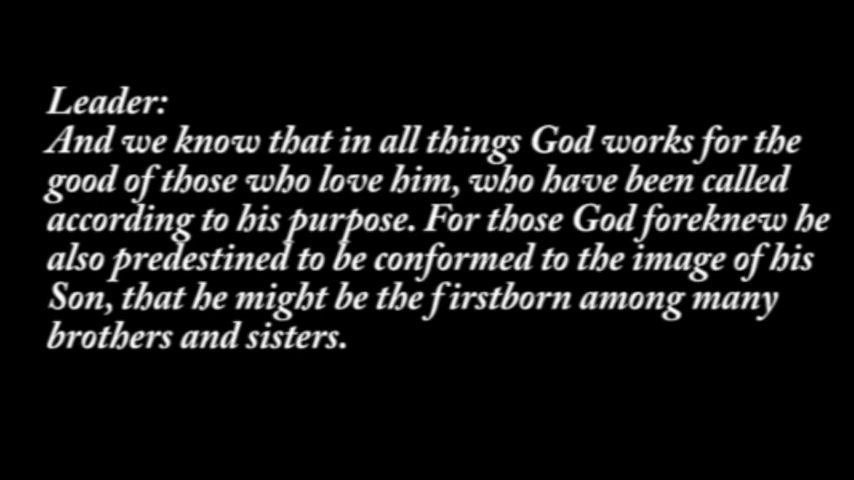 Leader:
And we know that in all things God works for the
good of those who love him, who have been called
according to his purpose. For those God foreknew he
also predestined to be conformed to the image of his
Son, that he might be the firstborn among many
brothers and sisters.